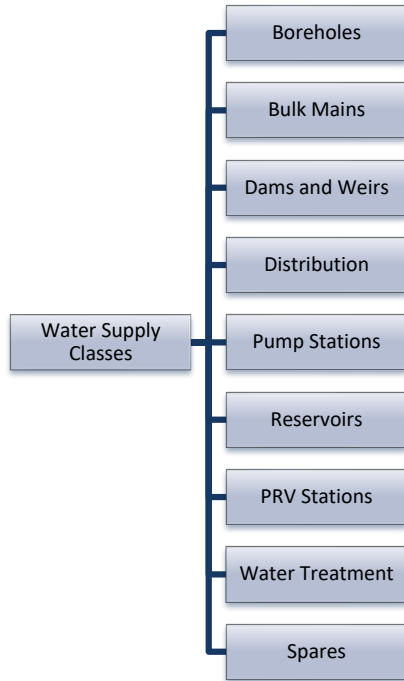 Boreholes
Bulk Mains
Dams and Weirs
Distribution
Water Supply
Classes
Pump Stations
Reservoirs
PRV Stations
Water Treatment
Spares